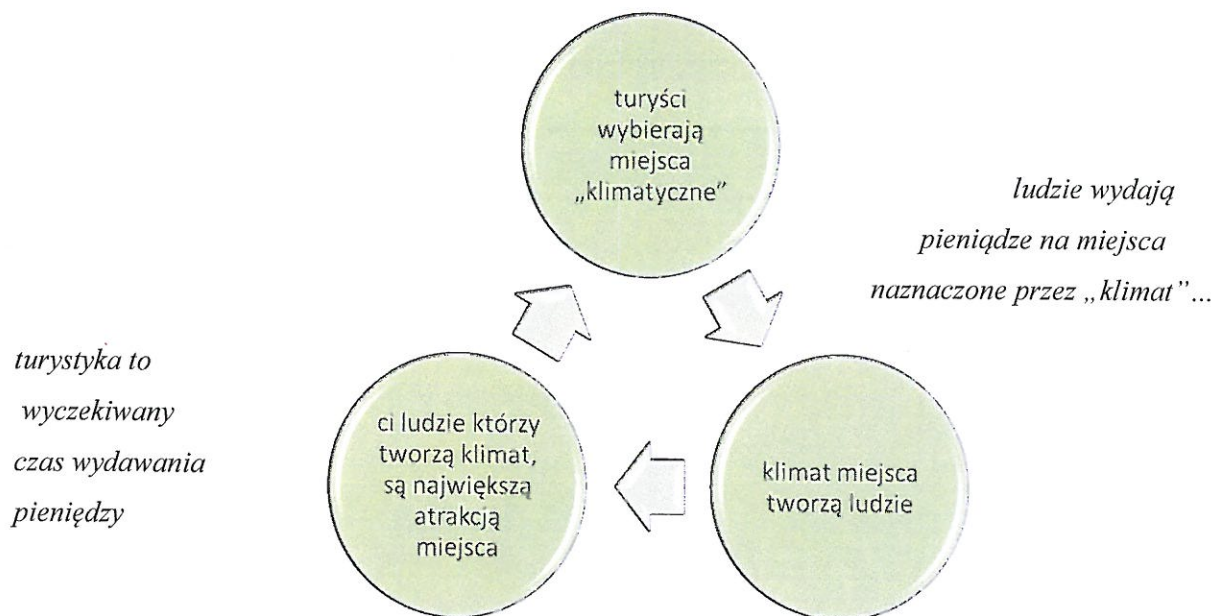 turyści
wybierają
miejsca
„klimatyczne”
ludzie wydają
pieniądze na miejsca
naznaczone przez „klimat”...
klimat miejsca
tworzą ludzie
ci ludzie którzy
tworzą klimat,
są największą
atrakcją
miejsca
turystyka to
wyczekiwany
czas wydawania
pieniędzy